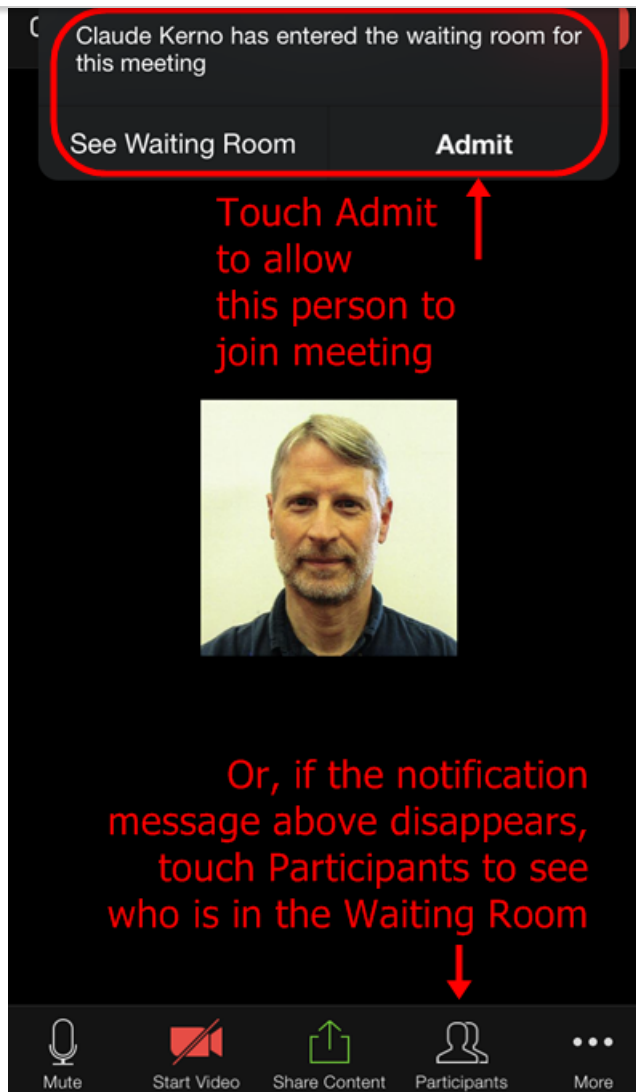 Claude Kerno has entered the waiting room for
this meeting
See Waiting Room
Admit
Touch Admit
to allow
this person to
join meeting
Or, if the notification
message above disappears,
touch Participants to see
who is in the Waiting Room
Mute
Start Video
Share Content
Participants
More